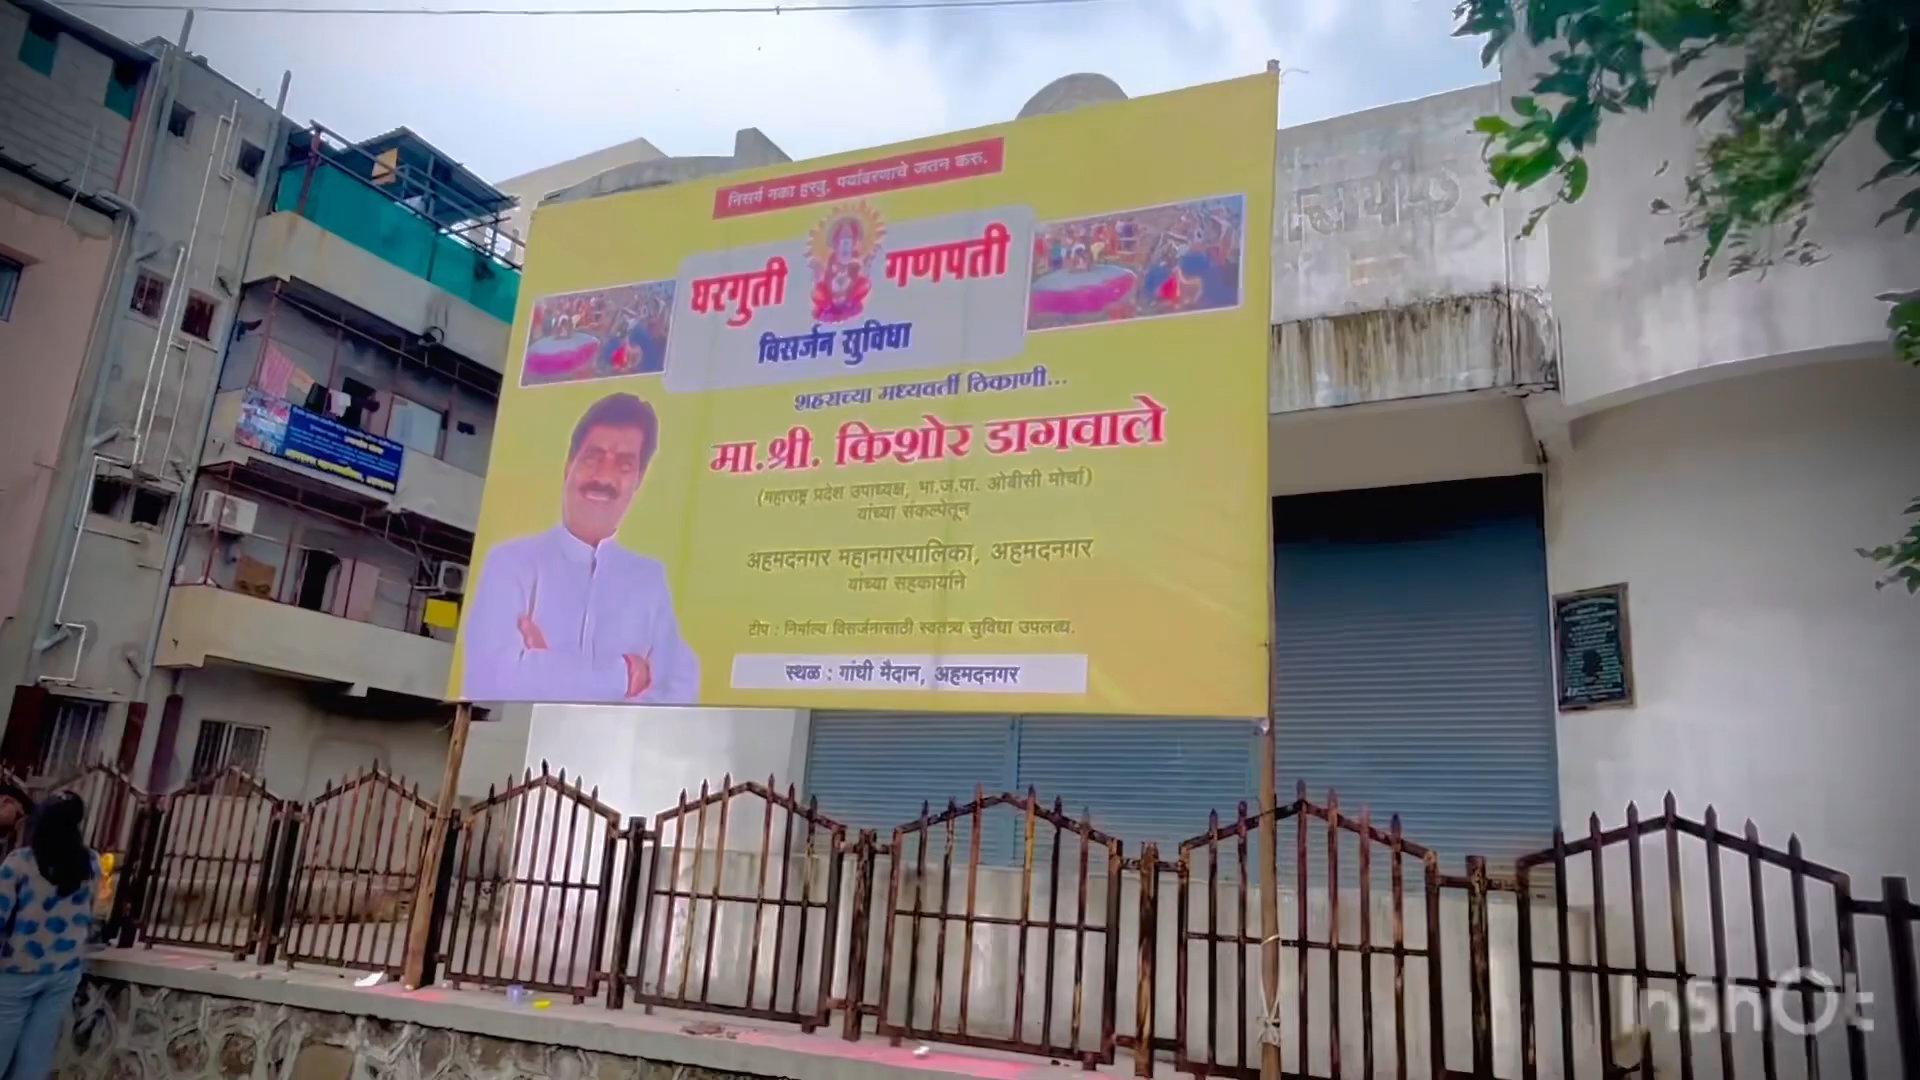 निसर्ग नका हरवु. पर्यावरणाचे जतन करू.
घरगुती गणपती
विसर्जन सुविधा
शहराच्या मध्यवर्ती ठिकाणी...
मा.श्री. किशोर डागवाले
(महाराष्ट्र प्रदेश उपाध्यक्ष, भा.ज.पा. ओबीसी मोर्चा)
यांच्या संकल्पेतून
अहमदनगर महानगरपालिका, अहमदनगर
यांच्या सहकार्याने
टीप : निर्माल्य विसर्जनासाठी स्वतंत्र्य सुविधा उपलब्ध.
स्थळ : गांधी मैदान, अहमदनगर
InShOt